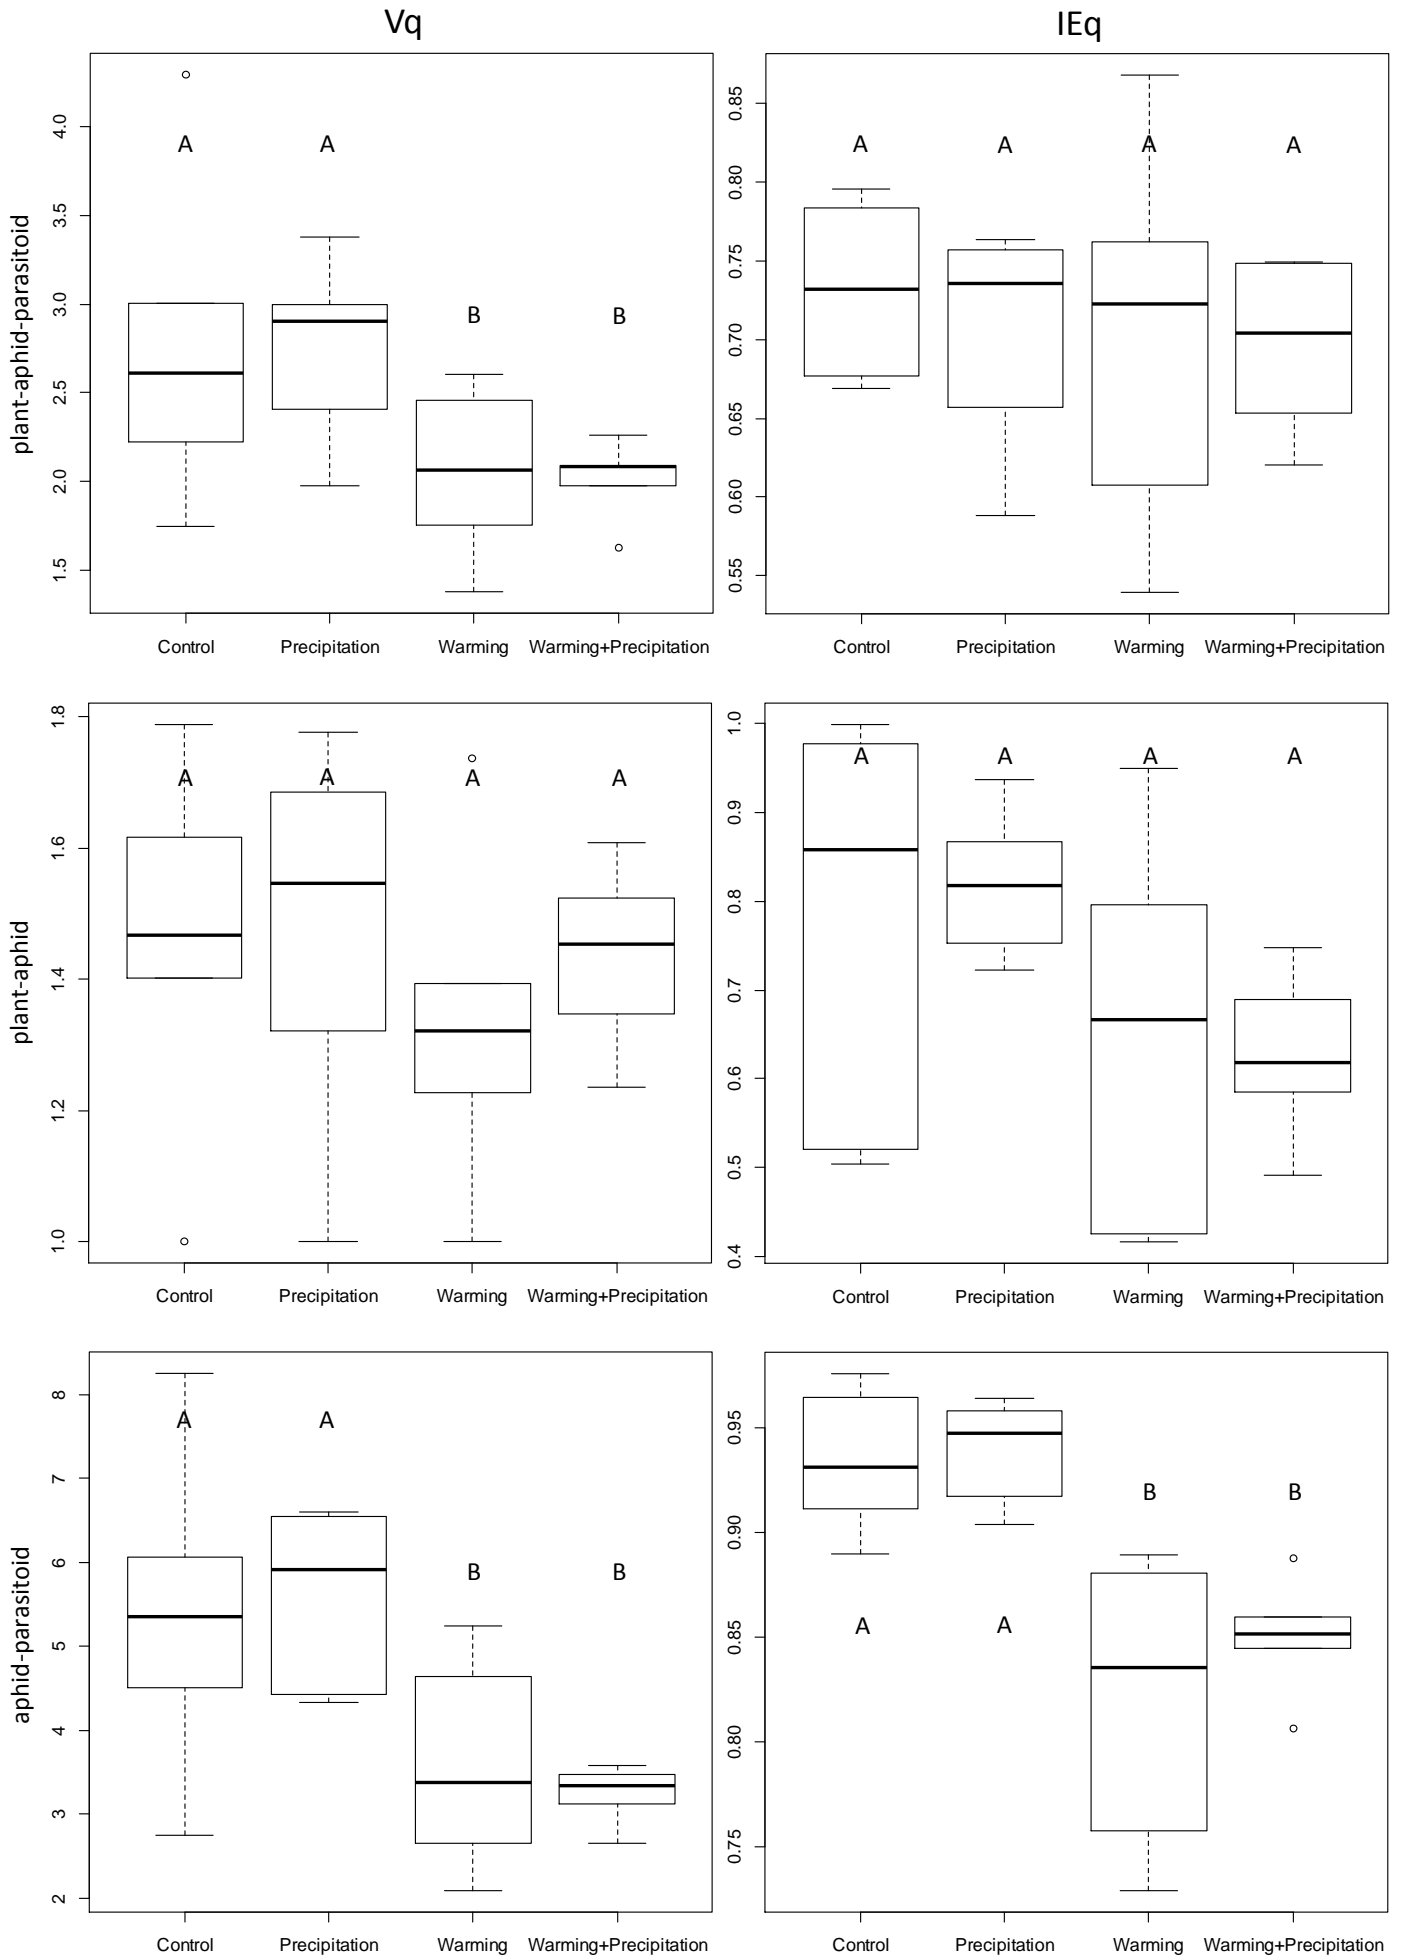 Vq
IEq
plant-aphid-parasitoid
4.0
3.5
3.0
2.5
2.0
1.5
A
A
B
B
Control
Precipitation
Warming
Warming+Precipitation
0.85
0.80
0.75
0.70
0.65
0.60
0.55
A
A
A
A
Control
Precipitation
Warming
Warming+Precipitation
plant-aphid
1.8
1.6
1.4
1.2
1.0
A
A
A
A
Control
Precipitation
Warming
Warming+Precipitation
1.0
0.9
0.8
0.7
0.6
0.5
0.4
A
A
A
A
Control
Precipitation
Warming
Warming+Precipitation
aphid-parasitoid
8
7
6
5
4
3
2
A
A
B
B
Control
Precipitation
Warming
Warming+Precipitation
0.95
0.90
0.85
0.80
0.75
B
B
A
A
Control
Precipitation
Warming
Warming+Precipitation